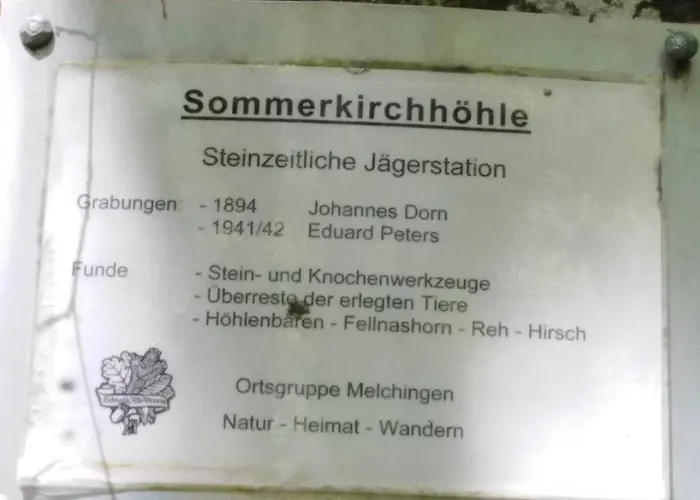 Sommerkirchhöhle
Steinzeitliche Jägerstation
Grabungen: - 1894 Johannes Dorn
- 1941/42 Eduard Peters
Funde - Stein- und Knochenwerkzeuge
- Überreste der erlegten Tiere
- Höhlenbären - Fellnashorn - Reh - Hirsch
Ortsgruppe Melchingen
Natur - Heimat - Wandern